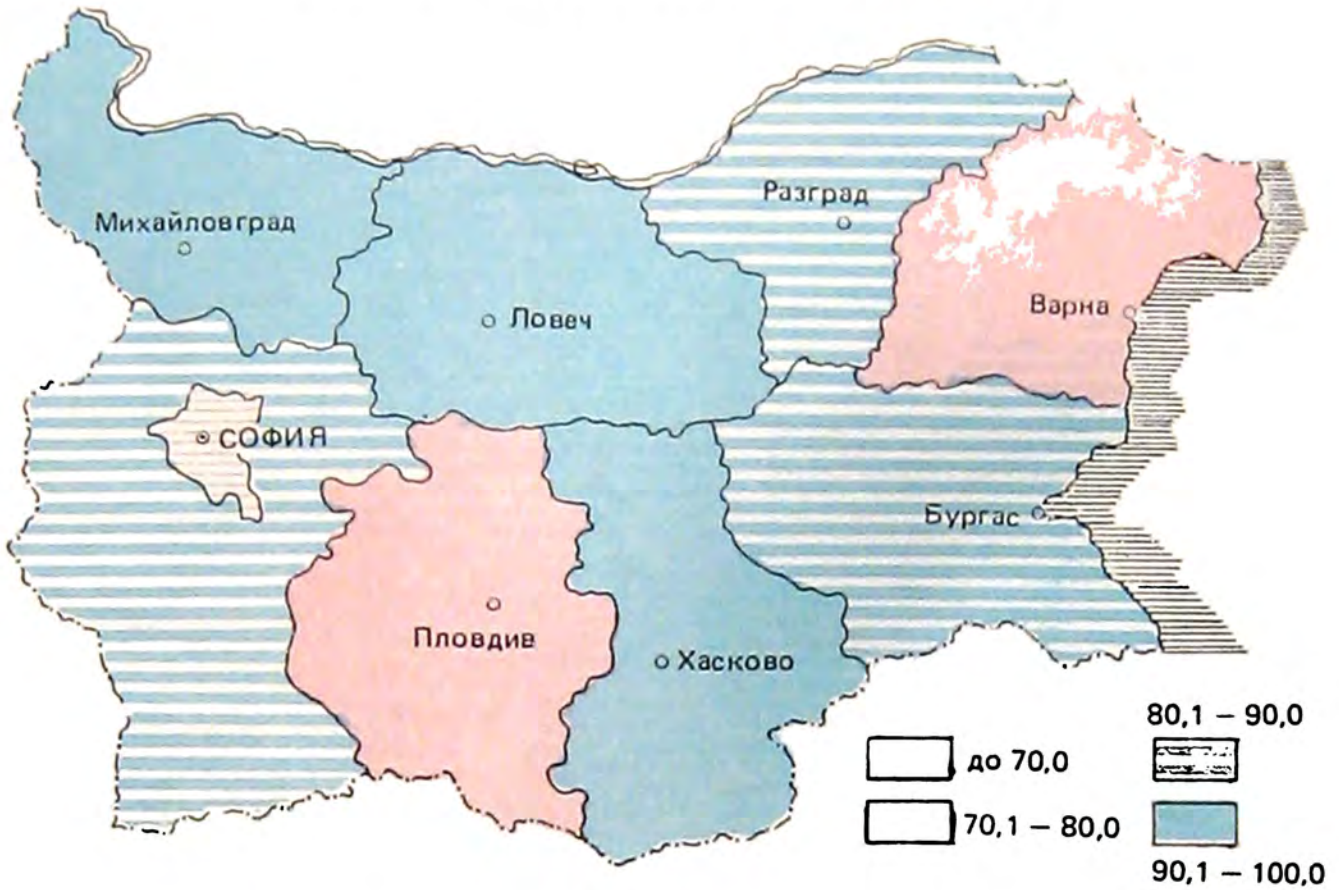 Разград
Михайловград
Варна
Ловеч
СОФИЯ
Бургас
Пловдив
Хасково
80,1 – 90,0
до 70,0
70,1 – 80,0
90,1 – 100,0